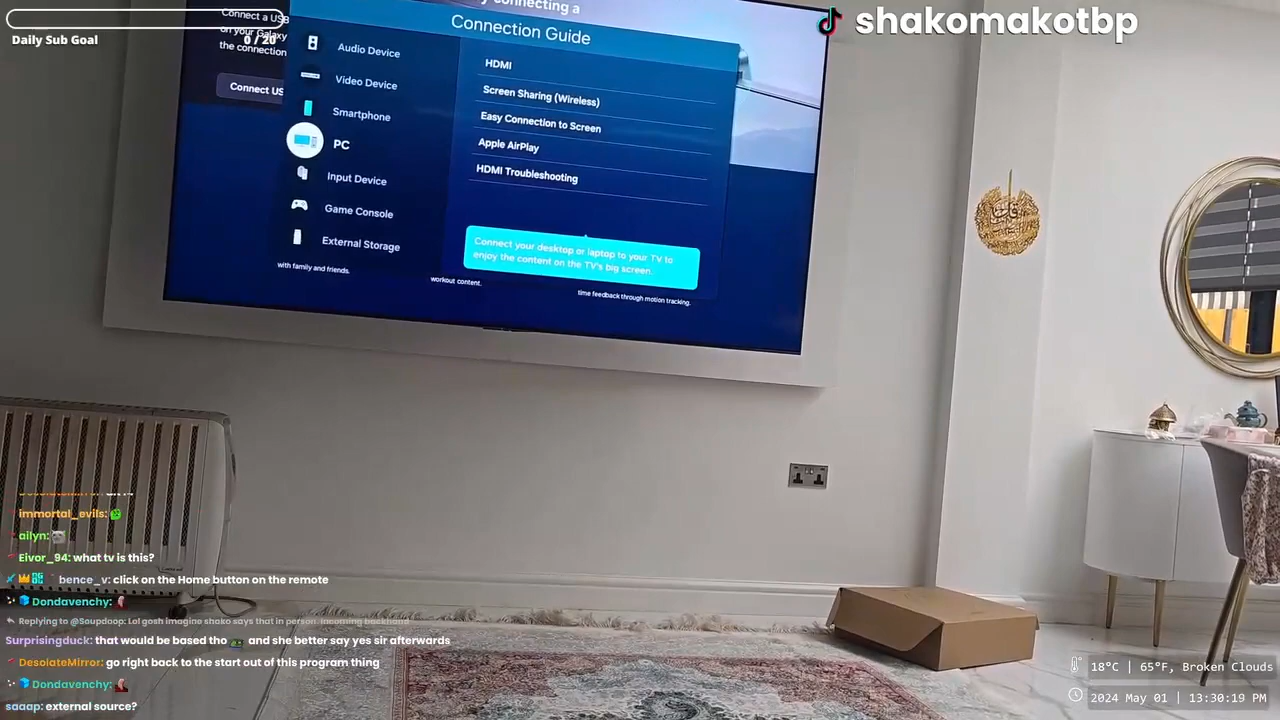 shakomakotbp
Daily Sub Goal
0 / 20
Connect a USB
on your Galaxy
the connection
Connect US
y connecting a
Connection Guide
Audio Device
Video Device
Smartphone
PC
Input Device
Game Console
External Storage
HDMI
Screen Sharing (Wireless)
Easy Connection to Screen
Apple AirPlay
HDMI Troubleshooting
Connect your desktop or laptop to your TV to
enjoy the content on the TV's big screen.
with family and friends.
workout content.
time feedback through motion tracking.
immortal_evils:
ailyn:
Eivor_94: what tv is this?
bence_v: click on the Home button on the remote
Dondavenchy:
Replying to @Soupdoop: Lol gosh imagine shako says that in person. Incoming backhand
Surprisingduck: that would be based tho and she better say yes sir afterwards
DesolateMirror: go right back to the start out of this program thing
Dondavenchy:
saaap: external source?
18°C | 65°F, Broken Clouds
2024 May 01 | 13:30:19 PM